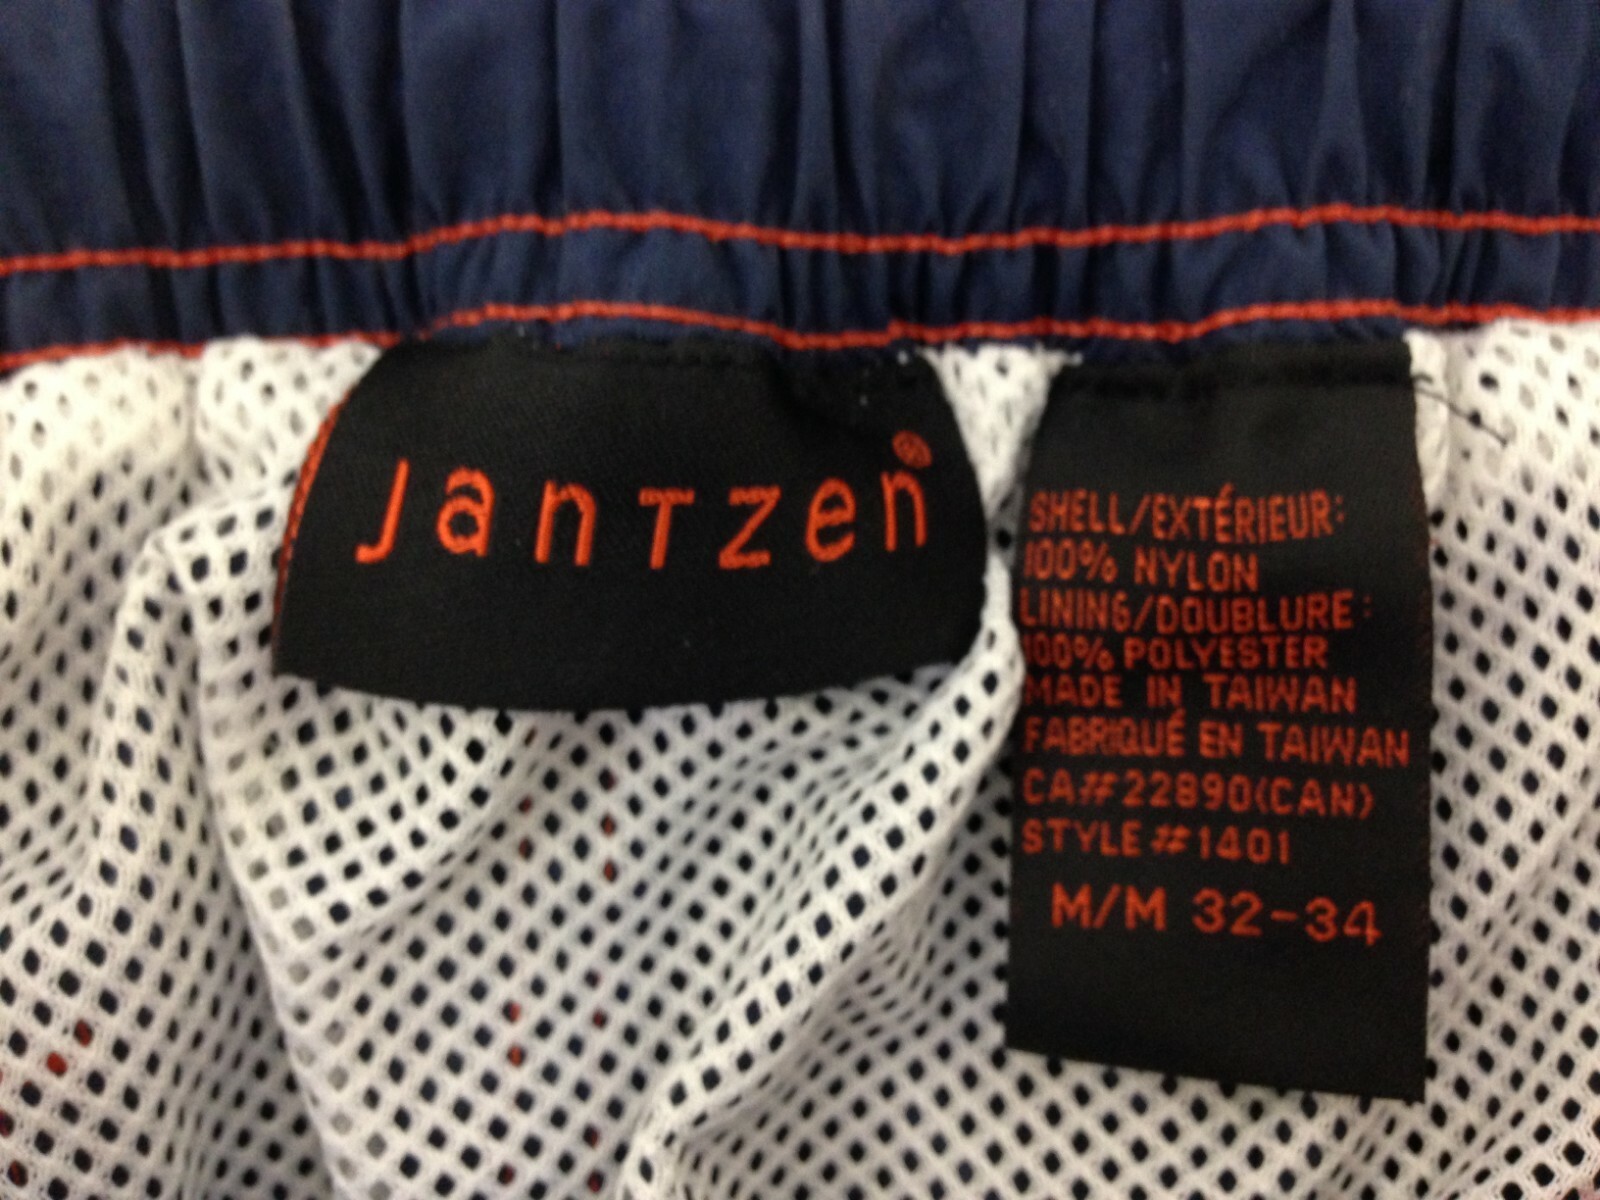 Jantzen®
SHELL/EXTÉRIEUR:
100% NYLON
LINING/DOUBLURE:
100% POLYESTER
MADE IN TAIWAN
FABRIQUÉ EN TAIWAN
CA#22890(CAN)
STYLE#1401
M/M 32-34